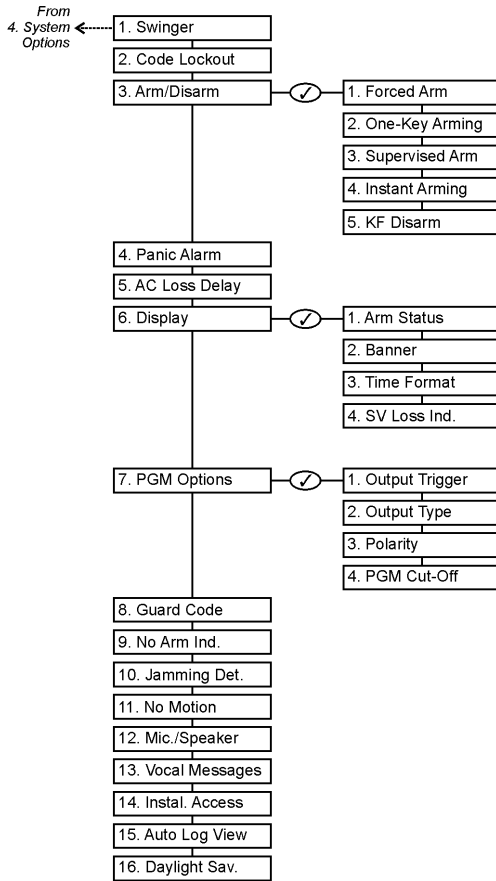 From
4. System
Options
1. Swinger
2. Code Lockout
3. Arm/Disarm
1. Forced Arm
2. One-Key Arming
3. Supervised Arm
4. Instant Arming
5. KF Disarm
4. Panic Alarm
5. AC Loss Delay
6. Display
1. Arm Status
2. Banner
3. Time Format
4. SV Loss Ind.
7. PGM Options
1. Output Trigger
2. Output Type
3. Polarity
4. PGM Cut-Off
8. Guard Code
9. No Arm Ind.
10. Jamming Det.
11. No Motion
12. Mic./Speaker
13. Vocal Messages
14. Instal. Access
15. Auto Log View
16. Daylight Sav.